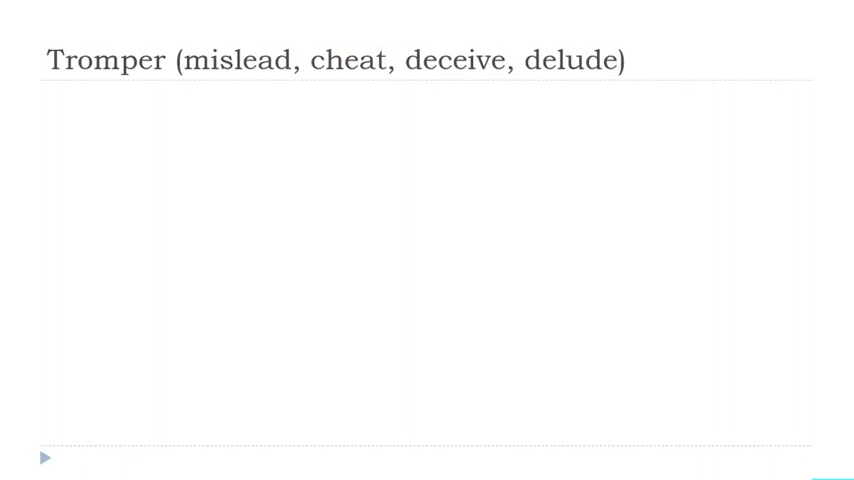 Tromper (mislead, cheat, deceive, delude)